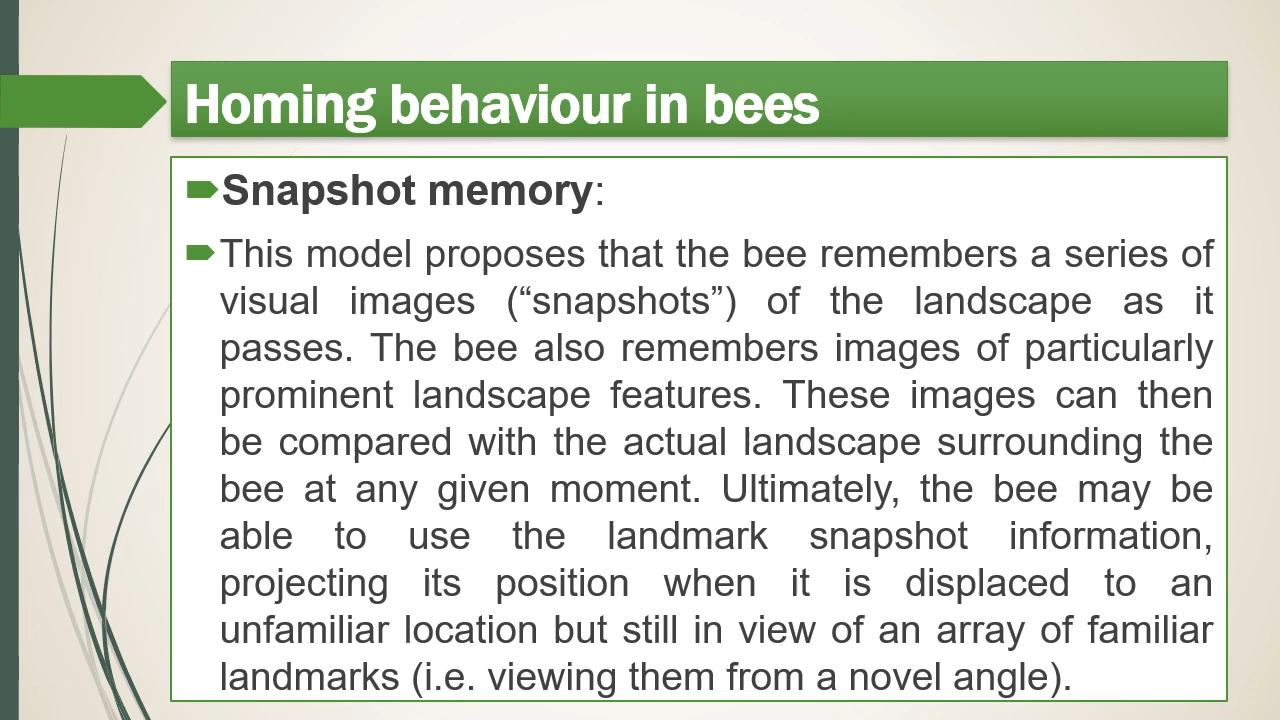 Homing behaviour in bees
Snapshot memory:
This model proposes that the bee remembers a series of
visual images (“snapshots”) of the landscape as it
passes. The bee also remembers images of particularly
prominent landscape features. These images can then
be compared with the actual landscape surrounding the
bee at any given moment. Ultimately, the bee may be
able to use the landmark snapshot information,
projecting its position when it is displaced to an
unfamiliar location but still in view of an array of familiar
landmarks (i.e. viewing them from a novel angle).